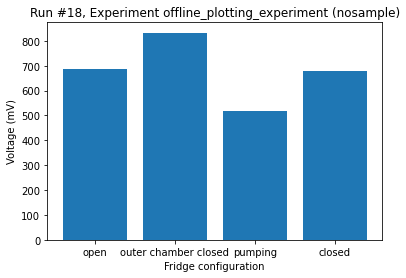 Run #18, Experiment offline_plotting_experiment (nosample)
800
700
600
500
400
300
200
100
0
Voltage (mV)
open
outer chamber closed
pumping
closed
Fridge configuration